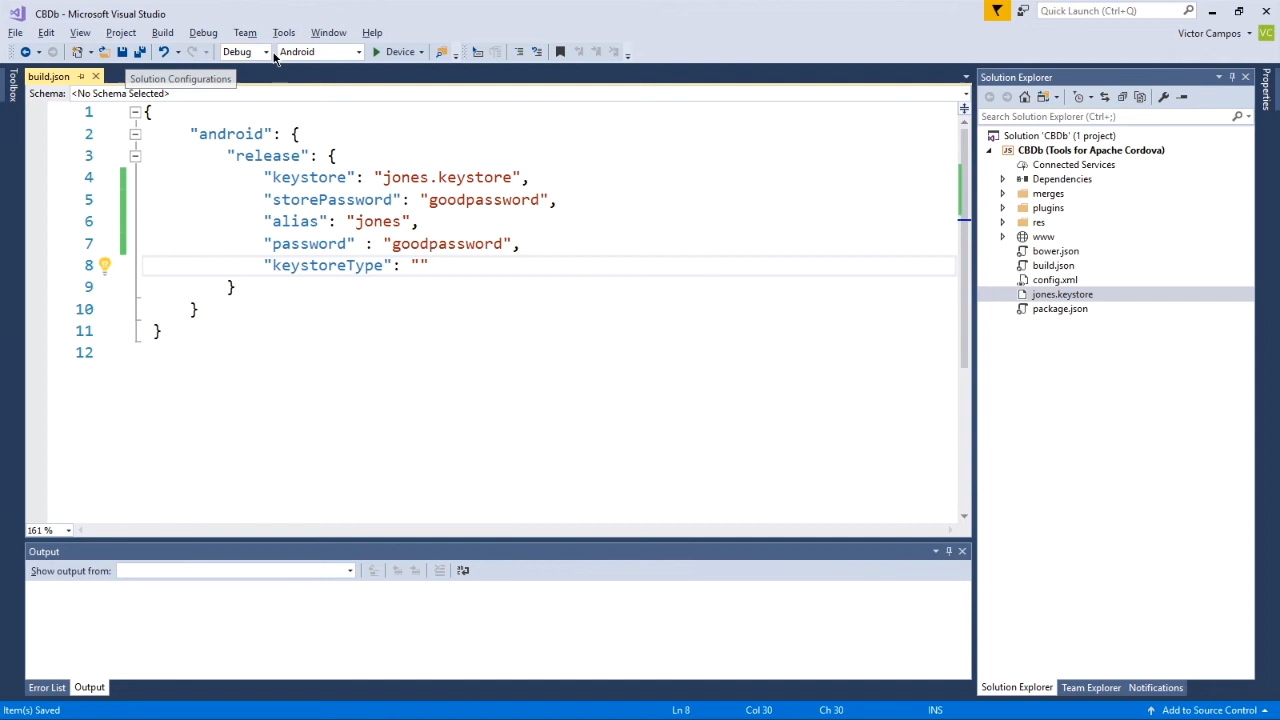 CBDb - Microsoft Visual Studio
Quick Launch (Ctrl+Q)
File Edit View Project Build Debug Team Tools Window Help
Victor Campos VC
Debug Android Device
build.json
Solution Configurations
Schema: <No Schema Selected>
1 {
2 "android": {
3 "release": {
4 "keystore": "jones.keystore",
5 "storePassword": "goodpassword",
6 "alias": "jones",
7 "password" : "goodpassword",
8 "keystoreType": ""
9 }
10 }
11 }
12
161 %
Output
Show output from:
Error List Output
Toolbox
Solution Explorer
Search Solution Explorer (Ctrl+;)
Solution 'CBDb' (1 project)
CBDb (Tools for Apache Cordova)
Connected Services
Dependencies
merges
plugins
res
www
bower.json
build.json
config.xml
jones.keystore
package.json
Solution Explorer Team Explorer Notifications
Properties
Item(s) Saved Ln 8 Col 30 Ch 30 INS Add to Source Control